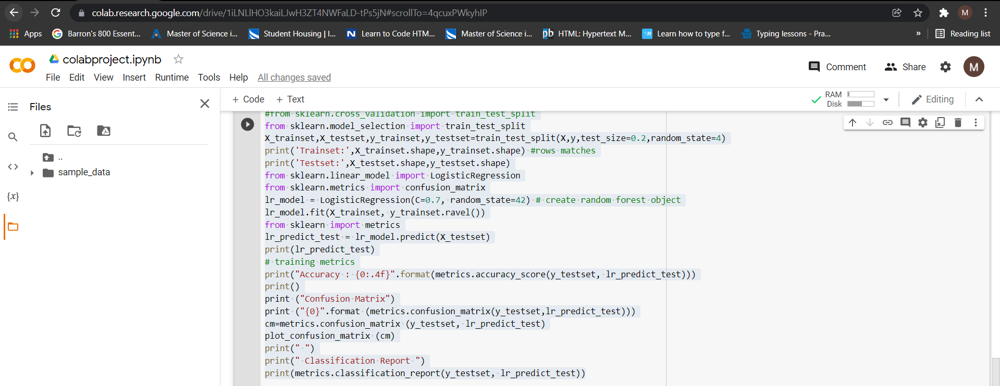 colab.research.google.com/drive/1iLNLlHO3kaiLJwH3ZT4NWFaLD-tPs5jN#scrollTo=4qcuxPWkyhIP
M
Apps
Barron's 800 Essent...
Master of Science i...
Student Housing | I...
Learn to Code HTM...
Master of Science i...
HTML: Hypertext M...
Learn how to type f...
Typing lessons - Pra...
»
Reading list
colabproject.ipynb
Comment
Share
M
File Edit View Insert Runtime Tools Help All changes saved
Files
+ Code + Text
RAM
Disk
Editing
..
sample_data
{x}
#from sklearn.cross_validation import train_test_split
from sklearn.model_selection import train_test_split
X_trainset,X_testset,y_trainset,y_testset=train_test_split(X,y,test_size=0.2,random_state=4)
print('Trainset:',X_trainset.shape,y_trainset.shape) #rows matches
print('Testset:',X_testset.shape,y_testset.shape)
from sklearn.linear_model import LogisticRegression
from sklearn.metrics import confusion_matrix
lr_model = LogisticRegression(C=0.7, random_state=42) # create random forest object
lr_model.fit(X_trainset, y_trainset.ravel())
from sklearn import metrics
lr_predict_test = lr_model.predict(X_testset)
print(lr_predict_test)
# training metrics
print("Accuracy : {0:.4f}".format(metrics.accuracy_score(y_testset, lr_predict_test)))
print()
print ("Confusion Matrix")
print ("{0}".format (metrics.confusion_matrix(y_testset,lr_predict_test)))
cm=metrics.confusion_matrix (y_testset, lr_predict_test)
plot_confusion_matrix (cm)
print(" ")
print(" Classification Report ")
print(metrics.classification_report(y_testset, lr_predict_test))